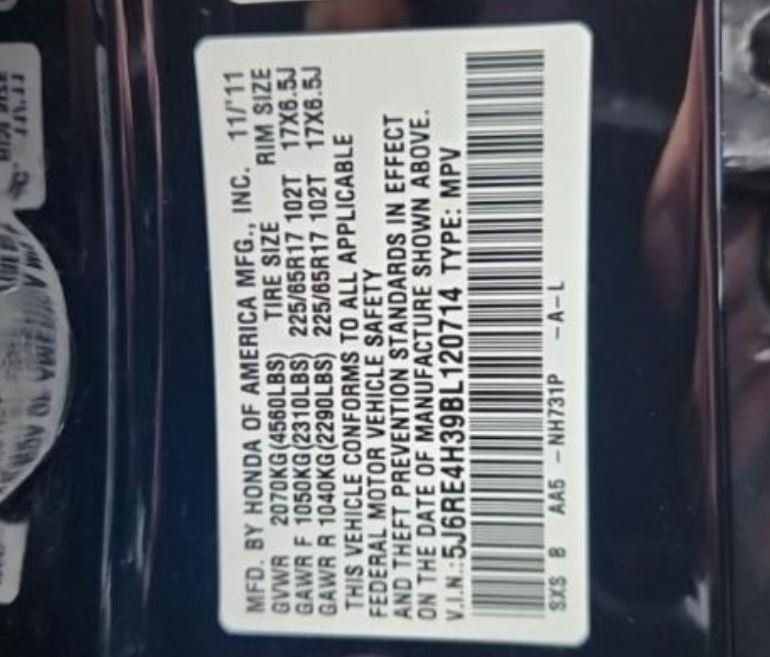 MFD. BY HONDA OF AMERICA MFG., INC. 11/'11
GVWR 2070KG(4560LBS) TIRE SIZE RIM SIZE
GAWR F 1050KG(2310LBS) 225/65R17 102T 17X6.5J
GAWR R 1040KG(2290LBS) 225/65R17 102T 17X6.5J
THIS VEHICLE CONFORMS TO ALL APPLICABLE
FEDERAL MOTOR VEHICLE SAFETY
AND THEFT PREVENTION STANDARDS IN EFFECT
ON THE DATE OF MANUFACTURE SHOWN ABOVE.
V.I.N.:5J6RE4H39BL120714 TYPE: MPV
SXS B AA5 -NH731P -A-L